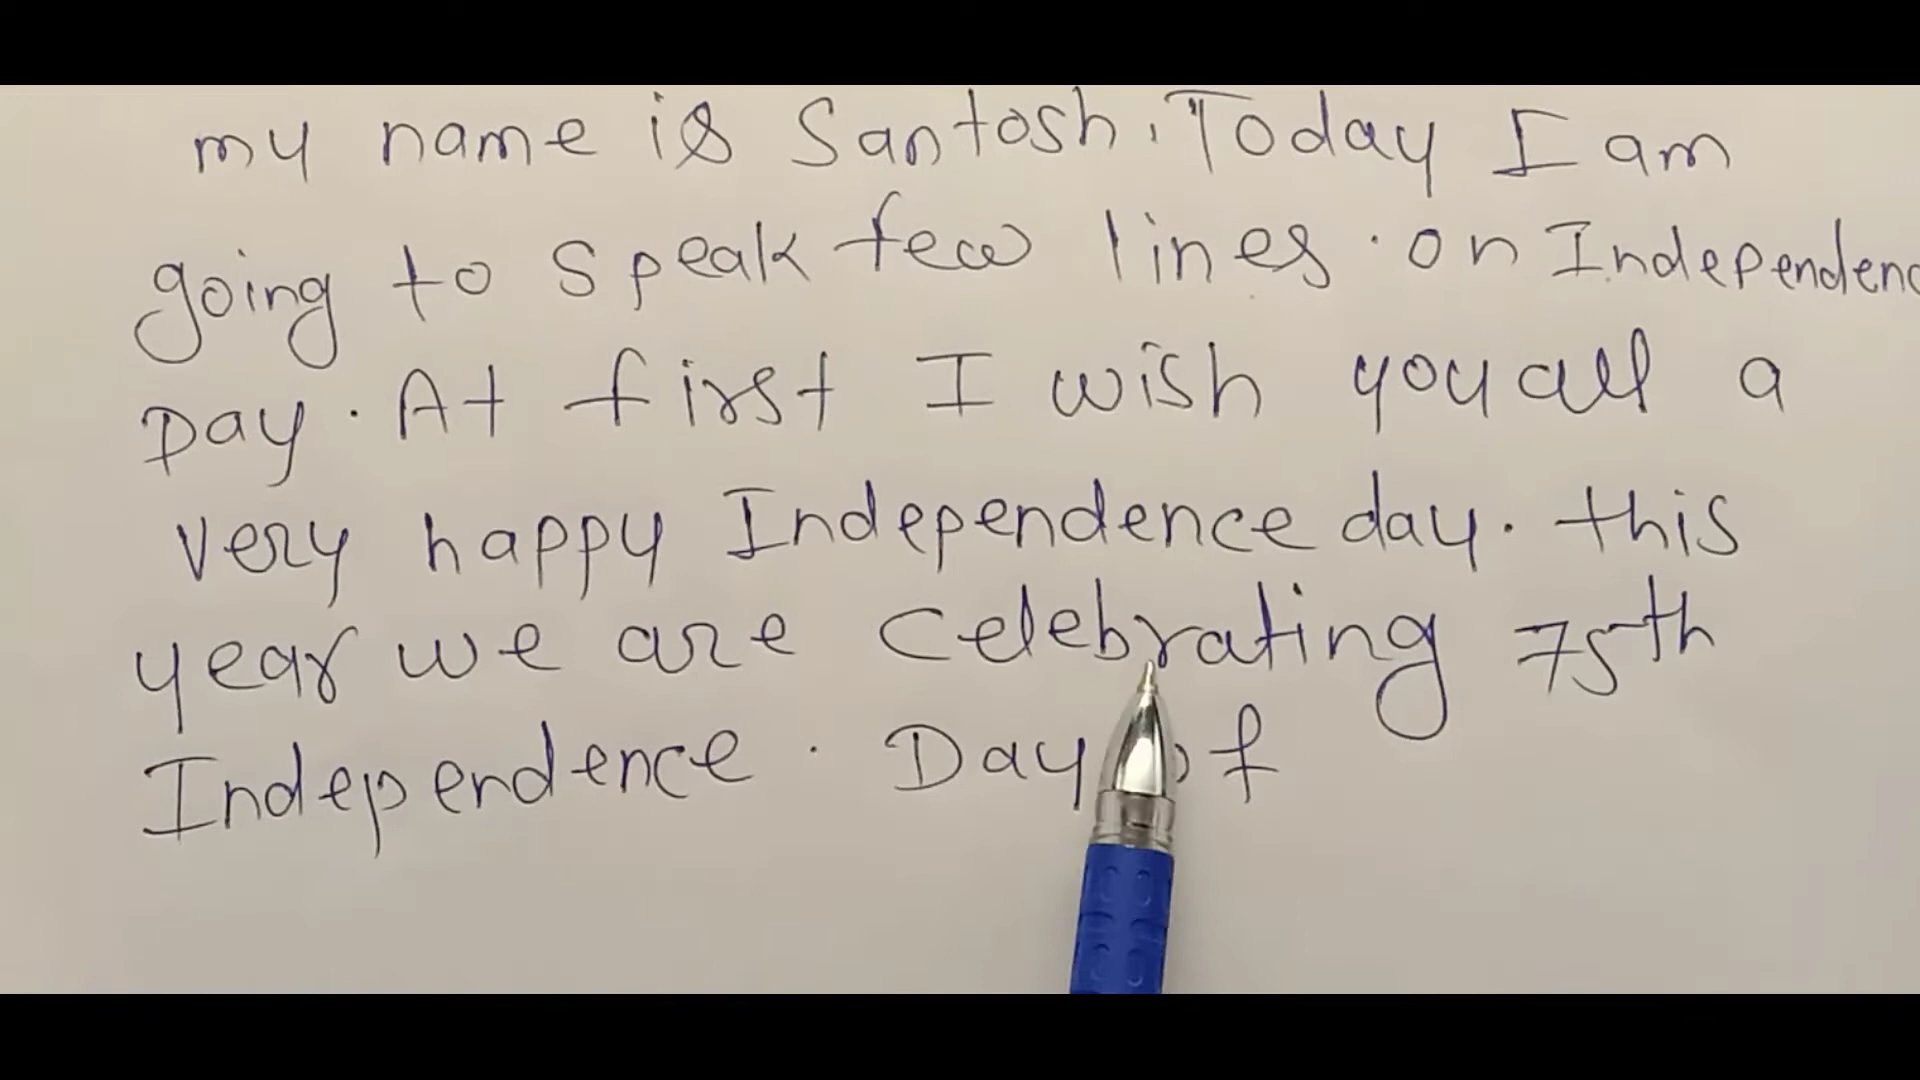 my name is Santosh. Today I am
going to speak few lines. on Independenc
Day. At first I wish you all a
very happy Independence day. this
year we are celebrating 75th
Independence. Day of